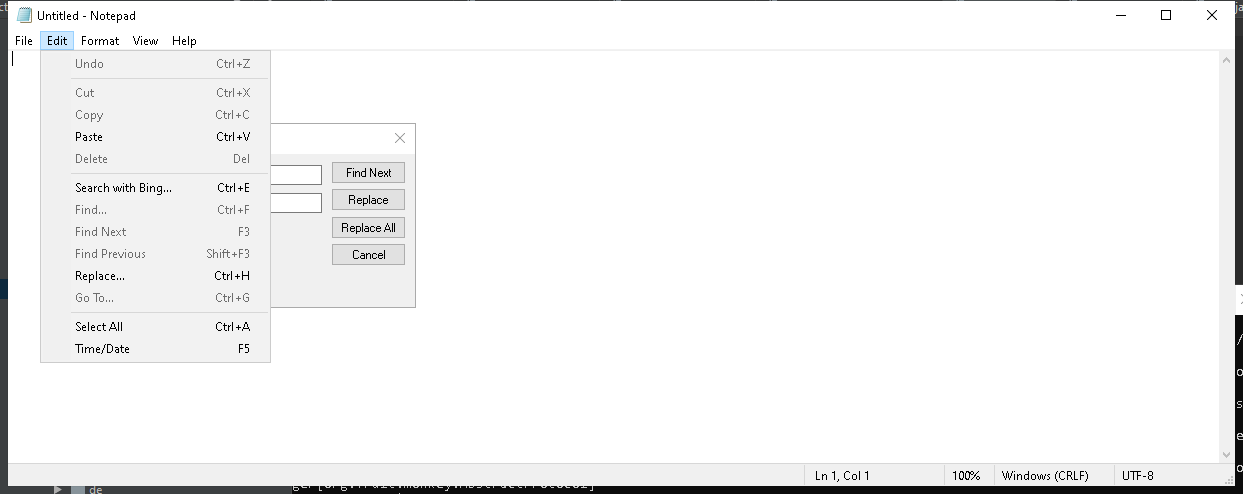 Untitled - Notepad
File Edit Format View Help
Undo Ctrl+Z
Cut Ctrl+X
Copy Ctrl+C
Paste Ctrl+V
Delete Del
Search with Bing... Ctrl+E
Find... Ctrl+F
Find Next F3
Find Previous Shift+F3
Replace... Ctrl+H
Go To... Ctrl+G
Select All Ctrl+A
Time/Date F5
Find Next
Replace
Replace All
Cancel
Ln 1, Col 1 100% Windows (CRLF) UTF-8
de